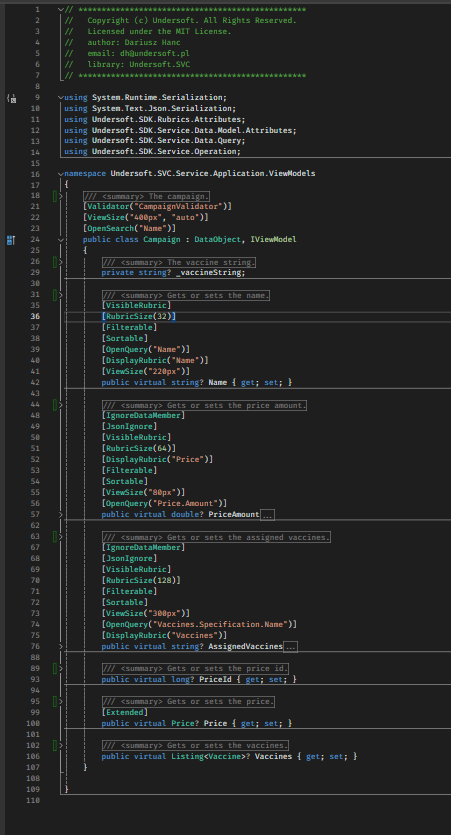 1 // *************************************************
2 //   Copyright (c) Undersoft. All Rights Reserved.
3 //   Licensed under the MIT License.
4 //   author: Dariusz Hanc
5 //   email: dh@undersoft.pl
6 //   library: Undersoft.SVC
7 // *************************************************
8
9 using System.Runtime.Serialization;
10 using System.Text.Json.Serialization;
11 using Undersoft.SDK.Rubrics.Attributes;
12 using Undersoft.SDK.Service.Data.Model.Attributes;
13 using Undersoft.SDK.Service.Data.Query;
14 using Undersoft.SDK.Service.Operation;
15
16 namespace Undersoft.SVC.Service.Application.ViewModels
17 {
18 /// <summary> The campaign.
21 [Validator("CampaignValidator")]
22 [ViewSize("400px", "auto")]
23 [OpenSearch("Name")]
24 public class Campaign : DataObject, IViewModel
25 {
26 /// <summary> The vaccine string.
29 private string? _vaccineString;
30
31 /// <summary> Gets or sets the name.
35 [VisibleRubric]
36 [RubricSize(32)]
37 [Filterable]
38 [Sortable]
39 [OpenQuery("Name")]
40 [DisplayRubric("Name")]
41 [ViewSize("220px")]
42 public virtual string? Name { get; set; }
43
44 /// <summary> Gets or sets the price amount.
48 [IgnoreDataMember]
49 [JsonIgnore]
50 [VisibleRubric]
51 [RubricSize(64)]
52 [DisplayRubric("Price")]
53 [Filterable]
54 [Sortable]
55 [ViewSize("80px")]
56 [OpenQuery("Price.Amount")]
57 public virtual double? PriceAmount...
62
63 /// <summary> Gets or sets the assigned vaccines.
67 [IgnoreDataMember]
68 [JsonIgnore]
69 [VisibleRubric]
70 [RubricSize(128)]
71 [Filterable]
72 [Sortable]
73 [ViewSize("300px")]
74 [OpenQuery("Vaccines.Specification.Name")]
75 [DisplayRubric("Vaccines")]
76 public virtual string? AssignedVaccines...
88
89 /// <summary> Gets or sets the price id.
93 public virtual long? PriceId { get; set; }
94
95 /// <summary> Gets or sets the price.
99 [Extended]
100 public virtual Price? Price { get; set; }
101
102 /// <summary> Gets or sets the vaccines.
106 public virtual Listing<Vaccine>? Vaccines { get; set; }
107 }
108
109 }
110